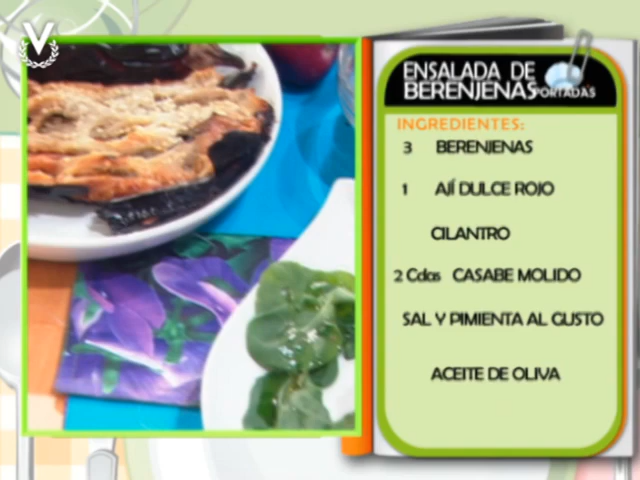 ENSALADA DE
BERENJENAS PORTADAS
INGREDIENTES:
3 BERENJENAS
1 AJÍ DULCE ROJO
CILANTRO
2 Cdas CASABE MOLIDO
SAL Y PIMIENTA AL GUSTO
ACEITE DE OLIVA